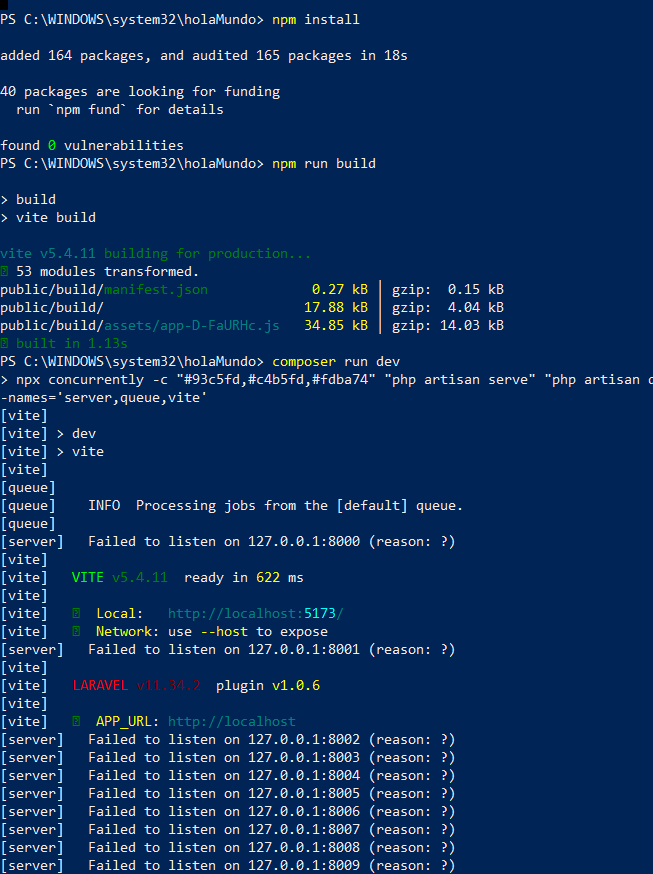 PS C:\WINDOWS\system32\holaMundo> npm install
added 164 packages, and audited 165 packages in 18s
40 packages are looking for funding
  run `npm fund` for details
found 0 vulnerabilities
PS C:\WINDOWS\system32\holaMundo> npm run build
> build
> vite build
vite v5.4.11 building for production...
53 modules transformed.
public/build/manifest.json             0.27 kB │ gzip:  0.15 kB
public/build/                         17.88 kB │ gzip:  4.04 kB
public/build/assets/app-D-FaURHc.js   34.85 kB │ gzip: 14.03 kB
built in 1.13s
PS C:\WINDOWS\system32\holaMundo> composer run dev
> npx concurrently -c "#93c5fd,#c4b5fd,#fdba74" "php artisan serve" "php artisan
-names='server,queue,vite'
[vite]
[vite] > dev
[vite] > vite
[vite]
[queue]
[queue]    INFO  Processing jobs from the [default] queue.
[queue]
[server]   Failed to listen on 127.0.0.1:8000 (reason: ?)
[vite]
[vite]   VITE v5.4.11  ready in 622 ms
[vite]
[vite]      Local:   http://localhost:5173/
[vite]      Network: use --host to expose
[server]   Failed to listen on 127.0.0.1:8001 (reason: ?)
[vite]
[vite]   LARAVEL v11.34.2  plugin v1.0.6
[vite]
[vite]      APP_URL: http://localhost
[server]   Failed to listen on 127.0.0.1:8002 (reason: ?)
[server]   Failed to listen on 127.0.0.1:8003 (reason: ?)
[server]   Failed to listen on 127.0.0.1:8004 (reason: ?)
[server]   Failed to listen on 127.0.0.1:8005 (reason: ?)
[server]   Failed to listen on 127.0.0.1:8006 (reason: ?)
[server]   Failed to listen on 127.0.0.1:8007 (reason: ?)
[server]   Failed to listen on 127.0.0.1:8008 (reason: ?)
[server]   Failed to listen on 127.0.0.1:8009 (reason: ?)